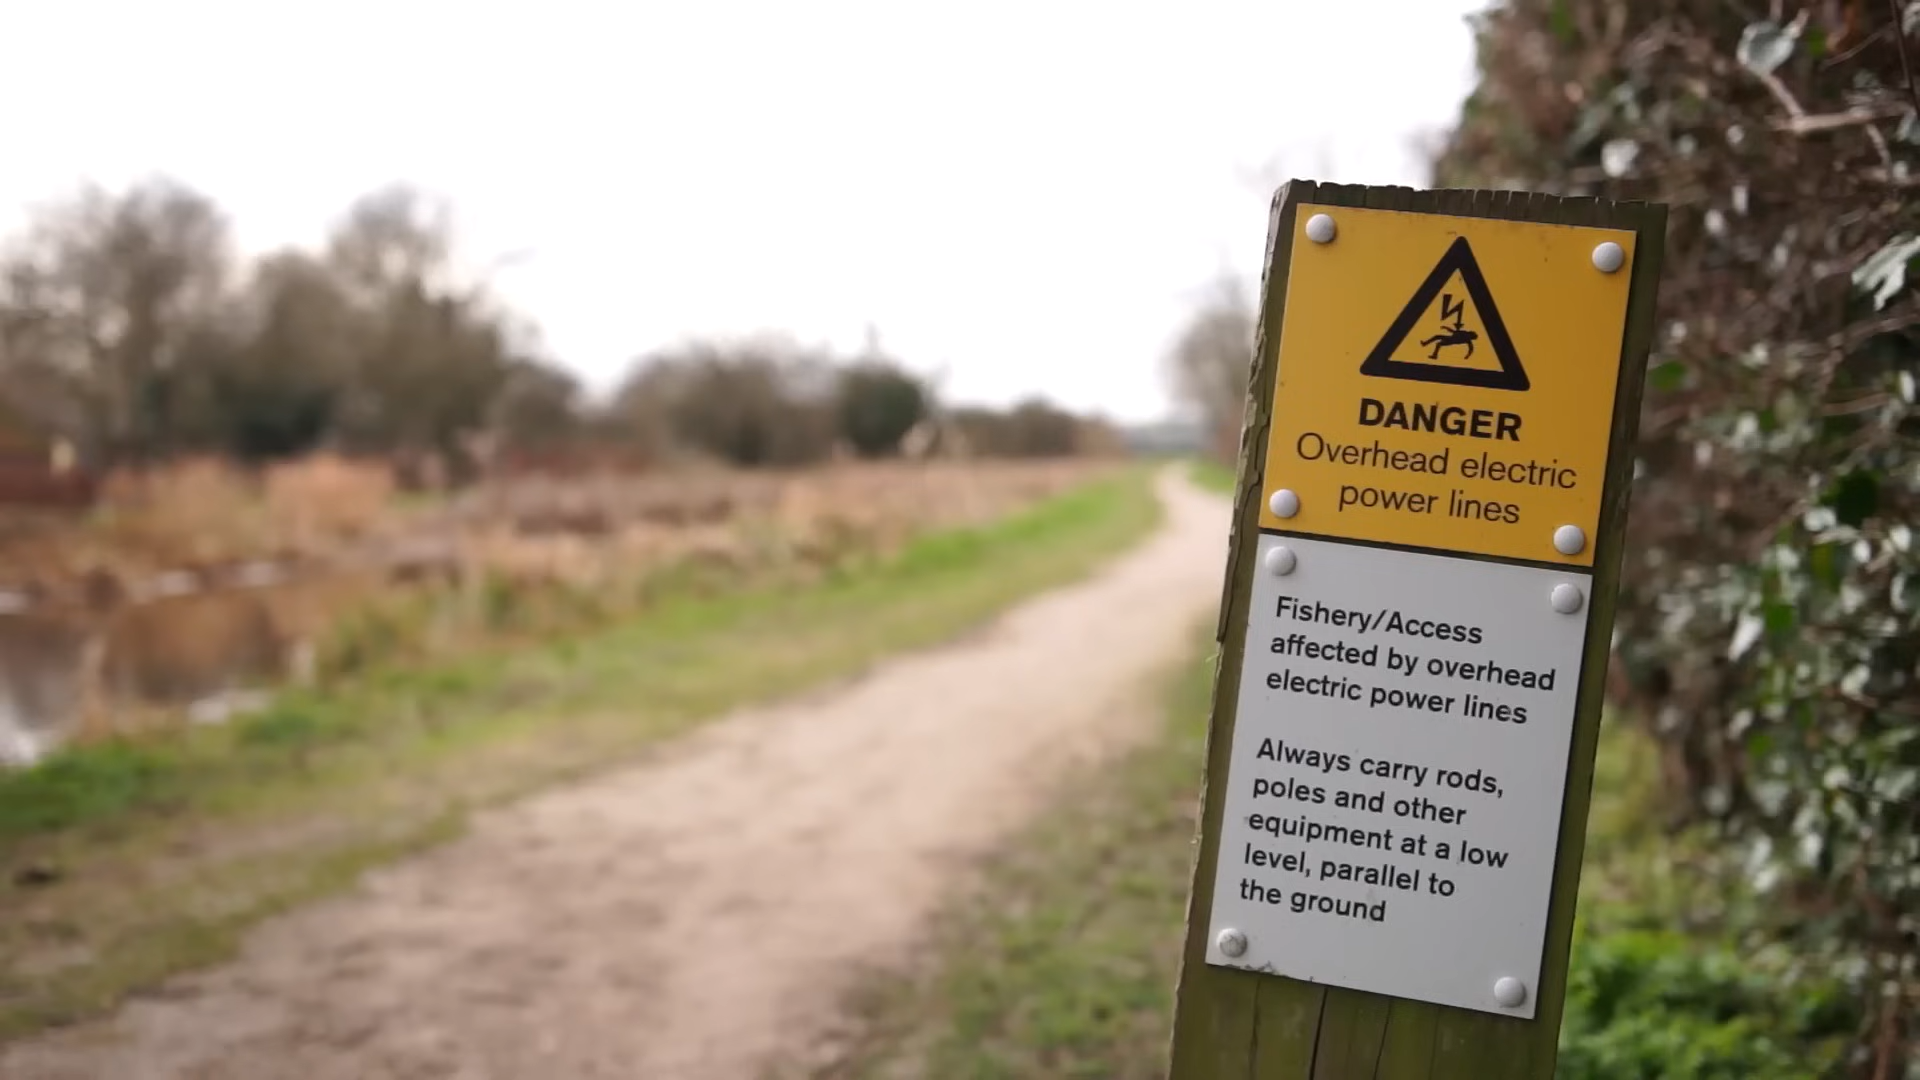 DANGER
Overhead electric
power lines
Fishery/Access
affected by overhead
electric power lines
Always carry rods,
poles and other
equipment at a low
level, parallel to
the ground